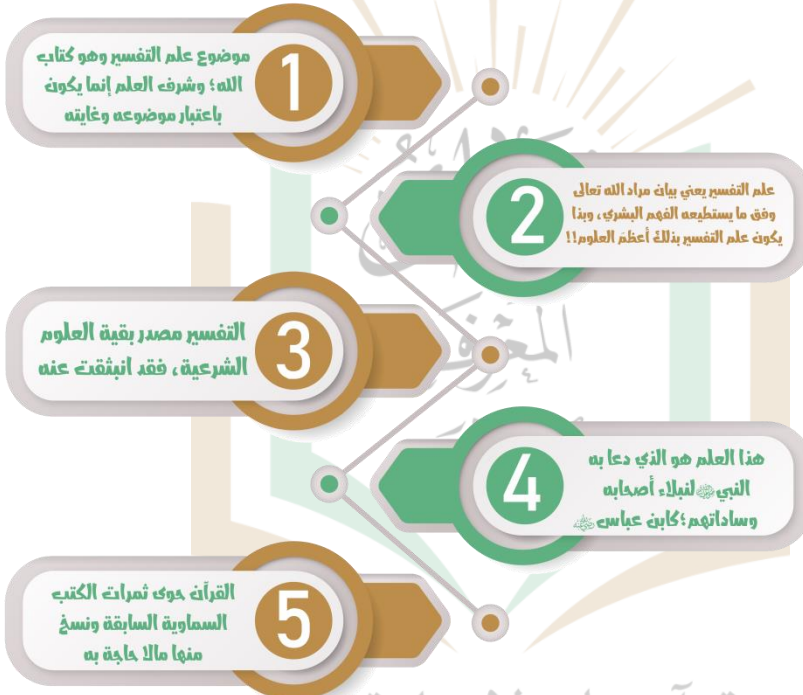 1
موضوع علم التفسير وهو كتاب
الله؛ وشرف العلم إنما يكون
باعتبار موضوعه وغايته
2
علم التفسير يعني بيان مراد الله تعالى
وفق ما يستطيعه الفهم البشري، وبذا
يكون علم التفسير بذلك أعظمَ العلوم!!
3
التفسير مصدر بقية العلوم
الشرعية، فقد انبثقت عنه
4
هذا العلم هو الذي دعا به
النبي ﷺ لنبلاء أصحابه
وساداتهم؛ كابن عباس
5
القرآن حوى ثمرات الكتب
السماوية السابقة ونسخ
منها مالا حاجة به